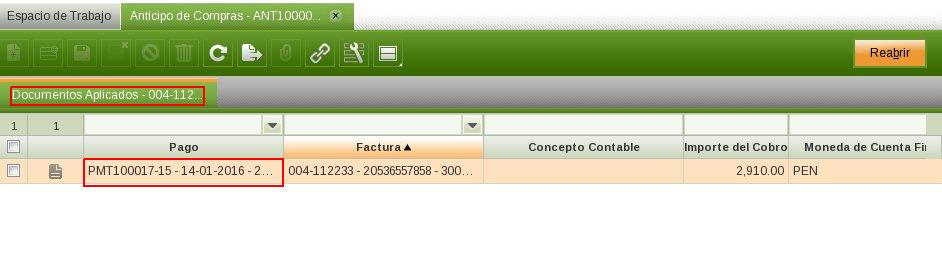 Espacio de Trabajo Anticipo de Compras - ANT10000...
Reabrir
Documentos Aplicados - 004-112...
1 1
Pago Factura Concepto Contable Importe del Cobro Moneda de Cuenta Fi
PMT100017-15 - 14-01-2016 - 2... 004-112233 - 20536557858 - 300... 2,910.00 PEN